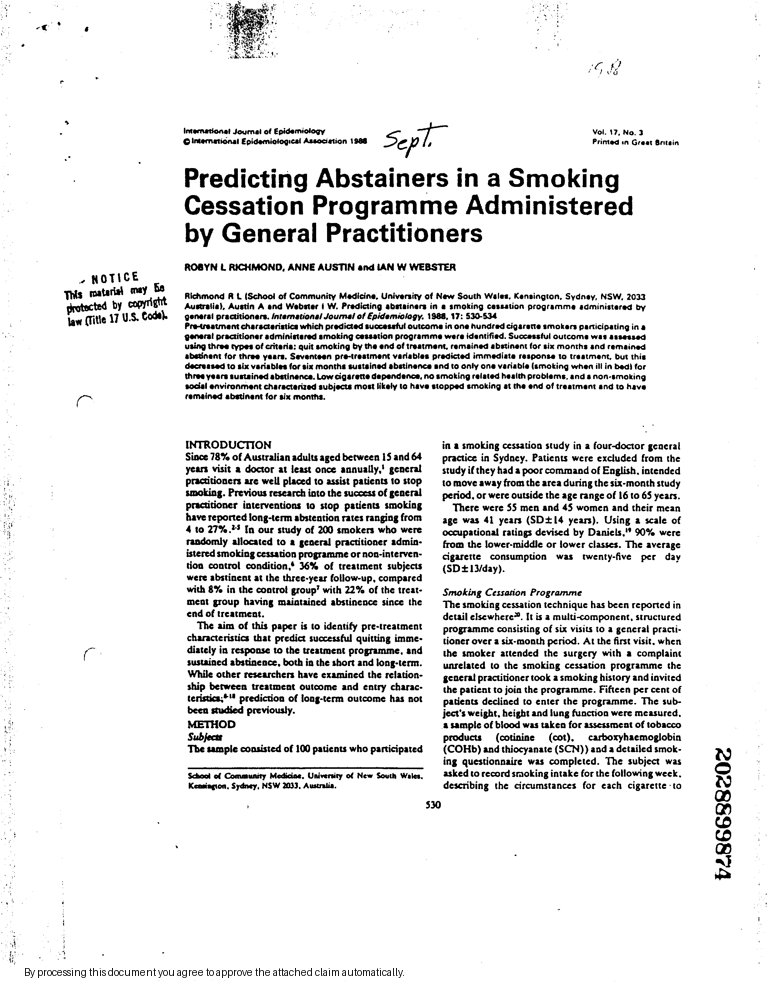 1988
International Journal of Epidemiology
© International Epidemiological Association 1988
Sept.
Vol. 17, No. 3
Printed in Great Britain
Predicting Abstainers in a Smoking
Cessation Programme Administered
by General Practitioners
ROBYN L RICHMOND, ANNE AUSTIN and IAN W WEBSTER
NOTICE
This material may be
protected by copyright
law (Title 17 U.S. Code).
Richmond R L (School of Community Medicine, University of New South Wales, Kensington, Sydney, NSW, 2033
Australia), Austin A and Webster I W. Predicting abstainers in a smoking cessation programme administered by
general practitioners. International Journal of Epidemiology, 1988, 17: 530-534
Pre-treatment characteristics which predicted successful outcome in one hundred cigarette smokers participating in a
general practitioner administered smoking cessation programme were identified. Successful outcome was assessed
using three types of criteria: quit smoking by the end of treatment, remained abstinent for six months and remained
abstinent for three years. Seventeen pre-treatment variables predicted immediate response to treatment, but this
decreased to six variables for six months sustained abstinence and to only one variable (smoking when ill in bed) for
three years sustained abstinence. Low cigarette dependence, no smoking related health problems, and a non-smoking
social environment characterized subjects most likely to have stopped smoking at the end of treatment and to have
remained abstinent for six months.
INTRODUCTION
Since 78% of Australian adults aged between 15 and 64
years visit a doctor at least once annually,¹ general
practitioners are well placed to assist patients to stop
smoking. Previous research into the success of general
practitioner interventions to stop patients smoking
have reported long-term abstention rates ranging from
4 to 27%.²⁻⁵ In our study of 200 smokers who were
randomly allocated to a general practitioner admin-
istered smoking cessation programme or non-interven-
tion control condition,⁶ 36% of treatment subjects
were abstinent at the three-year follow-up, compared
with 8% in the control group⁷ with 22% of the treat-
ment group having maintained abstinence since the
end of treatment.
The aim of this paper is to identify pre-treatment
characteristics that predict successful quitting imme-
diately in response to the treatment programme, and
sustained abstinence, both in the short and long-term.
While other researchers have examined the relation-
ship between treatment outcome and entry charac-
teristics,⁸⁻¹⁸ prediction of long-term outcome has not
been studied previously.
METHOD
Subjects
The sample consisted of 100 patients who participated
School of Community Medicine, University of New South Wales,
Kensington, Sydney, NSW 2033, Australia.
in a smoking cessation study in a four-doctor general
practice in Sydney. Patients were excluded from the
study if they had a poor command of English, intended
to move away from the area during the six-month study
period, or were outside the age range of 16 to 65 years.
There were 55 men and 45 women and their mean
age was 41 years (SD±14 years). Using a scale of
occupational ratings devised by Daniels,¹⁹ 90% were
from the lower-middle or lower classes. The average
cigarette consumption was twenty-five per day
(SD±13/day).
Smoking Cessation Programme
The smoking cessation technique has been reported in
detail elsewhere²⁰. It is a multi-component, structured
programme consisting of six visits to a general practi-
tioner over a six-month period. At the first visit, when
the smoker attended the surgery with a complaint
unrelated to the smoking cessation programme the
general practitioner took a smoking history and invited
the patient to join the programme. Fifteen per cent of
patients declined to enter the programme. The sub-
ject's weight, height and lung function were measured,
a sample of blood was taken for assessment of tobacco
products (cotinine (cot), carboxyhaemoglobin
(COHb) and thiocyanate (SCN)) and a detailed smok-
ing questionnaire was completed. The subject was
asked to record smoking intake for the following week,
describing the circumstances for each cigarette to
530
2028899874
By processing this document you agree to approve the attached claim automatically.